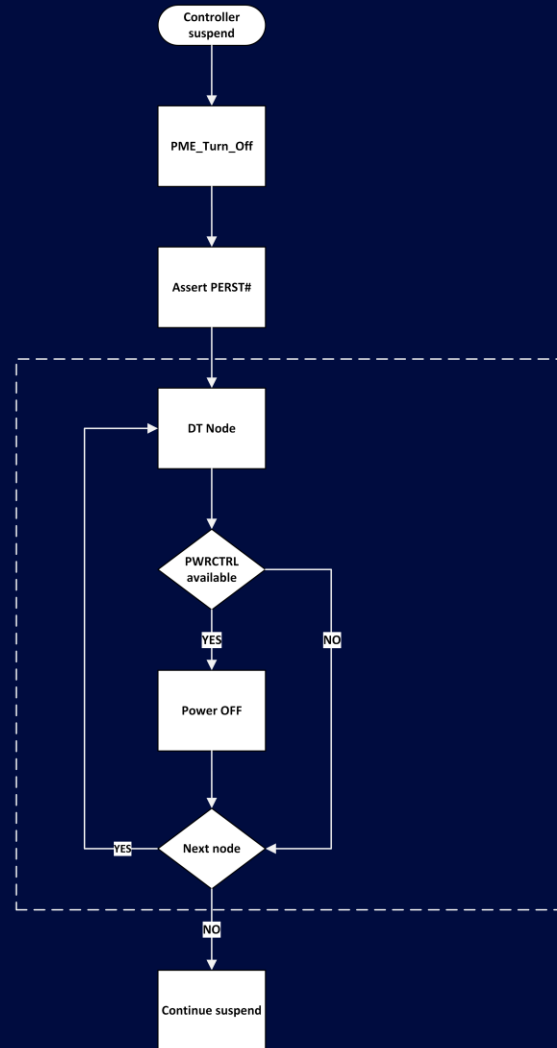 Controller
suspend
PME_Turn_Off
Assert PERST#
DT Node
PWRCTRL
available
YES
NO
Power OFF
Next node
YES
NO
Continue suspend